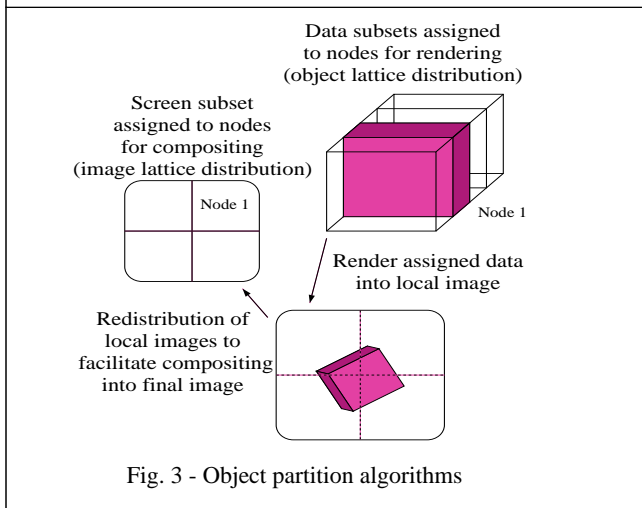 Data subsets assigned
to nodes for rendering
(object lattice distribution)
Screen subset
assigned to nodes
for compositing
(image lattice distribution)
Node 1
Node 1
Render assigned data
into local image
Redistribution of
local images to
facilitate compositing
into final image
Fig. 3 - Object partition algorithms